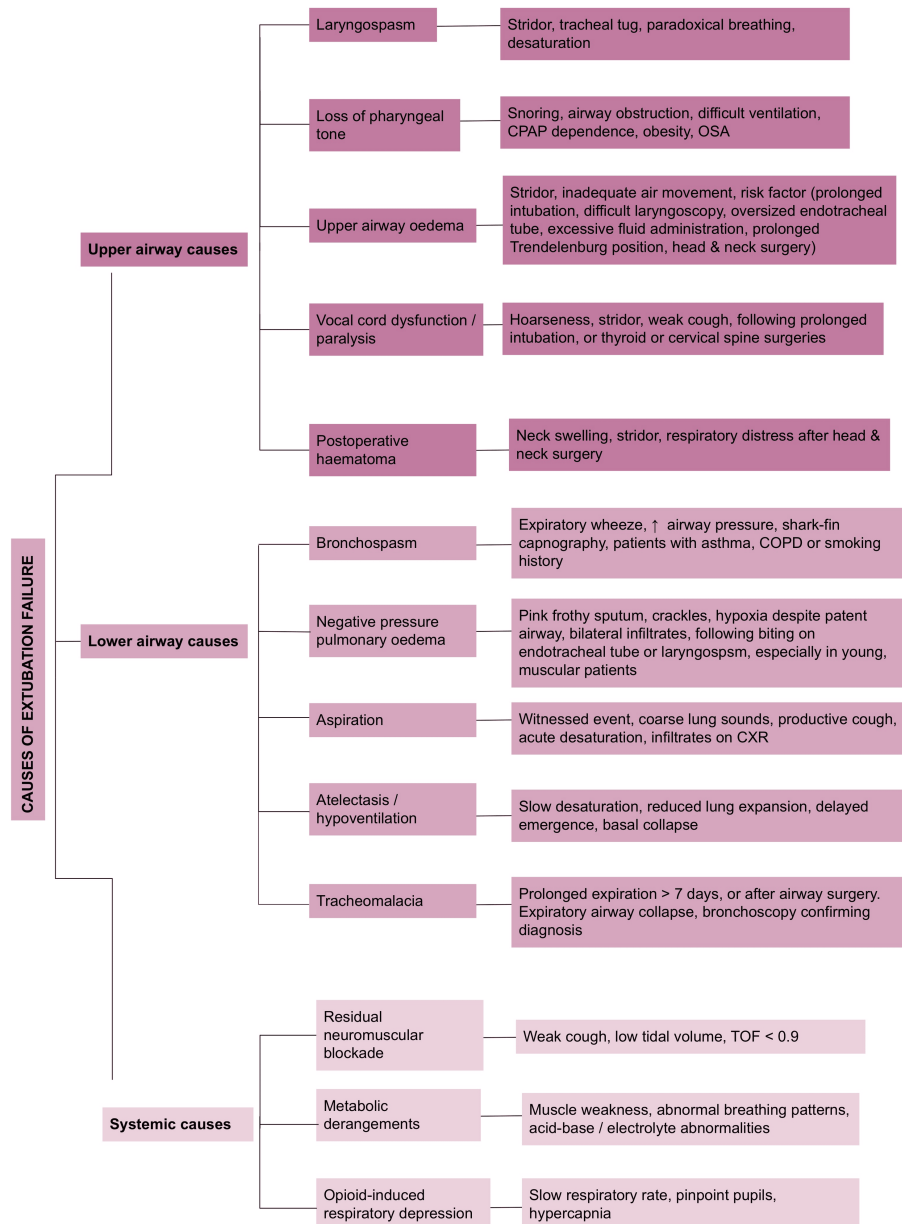 CAUSES OF EXTUBATION FAILURE
Upper airway causes
Laryngospasm
Stridor, tracheal tug, paradoxical breathing,
desaturation
Loss of pharyngeal
tone
Snoring, airway obstruction, difficult ventilation,
CPAP dependence, obesity, OSA
Upper airway oedema
Stridor, inadequate air movement, risk factor (prolonged
intubation, difficult laryngoscopy, oversized endotracheal
tube, excessive fluid administration, prolonged
Trendelenburg position, head & neck surgery)
Vocal cord dysfunction /
paralysis
Hoarseness, stridor, weak cough, following prolonged
intubation, or thyroid or cervical spine surgeries
Postoperative
haematoma
Neck swelling, stridor, respiratory distress after head &
neck surgery
Lower airway causes
Bronchospasm
Expiratory wheeze, ↑ airway pressure, shark-fin
capnography, patients with asthma, COPD or smoking
history
Negative pressure
pulmonary oedema
Pink frothy sputum, crackles, hypoxia despite patent
airway, bilateral infiltrates, following biting on
endotracheal tube or laryngospsm, especially in young,
muscular patients
Aspiration
Witnessed event, coarse lung sounds, productive cough,
acute desaturation, infiltrates on CXR
Atelectasis /
hypoventilation
Slow desaturation, reduced lung expansion, delayed
emergence, basal collapse
Tracheomalacia
Prolonged expiration > 7 days, or after airway surgery.
Expiratory airway collapse, bronchoscopy confirming
diagnosis
Systemic causes
Residual
neuromuscular
blockade
Weak cough, low tidal volume, TOF < 0.9
Metabolic
derangements
Muscle weakness, abnormal breathing patterns,
acid-base / electrolyte abnormalities
Opioid-induced
respiratory depression
Slow respiratory rate, pinpoint pupils,
hypercapnia